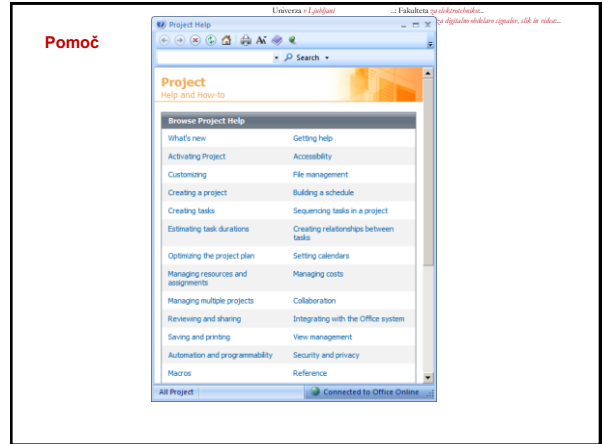 Univerza v Ljubljani ..: Fakulteta za elektrotehniko...
za digitalno obdelavo signalov, slik in videa:...
Pomoč
Project Help
Search
Project
Help and How-to
Browse Project Help
What's new Getting help
Activating Project Accessibility
Customizing File management
Creating a project Building a schedule
Creating tasks Sequencing tasks in a project
Estimating task durations Creating relationships between
tasks
Optimizing the project plan Setting calendars
Managing resources and Managing costs
assignments
Managing multiple projects Collaboration
Reviewing and sharing Integrating with the Office system
Saving and printing View management
Automation and programmability Security and privacy
Macros Reference
All Project Connected to Office Online